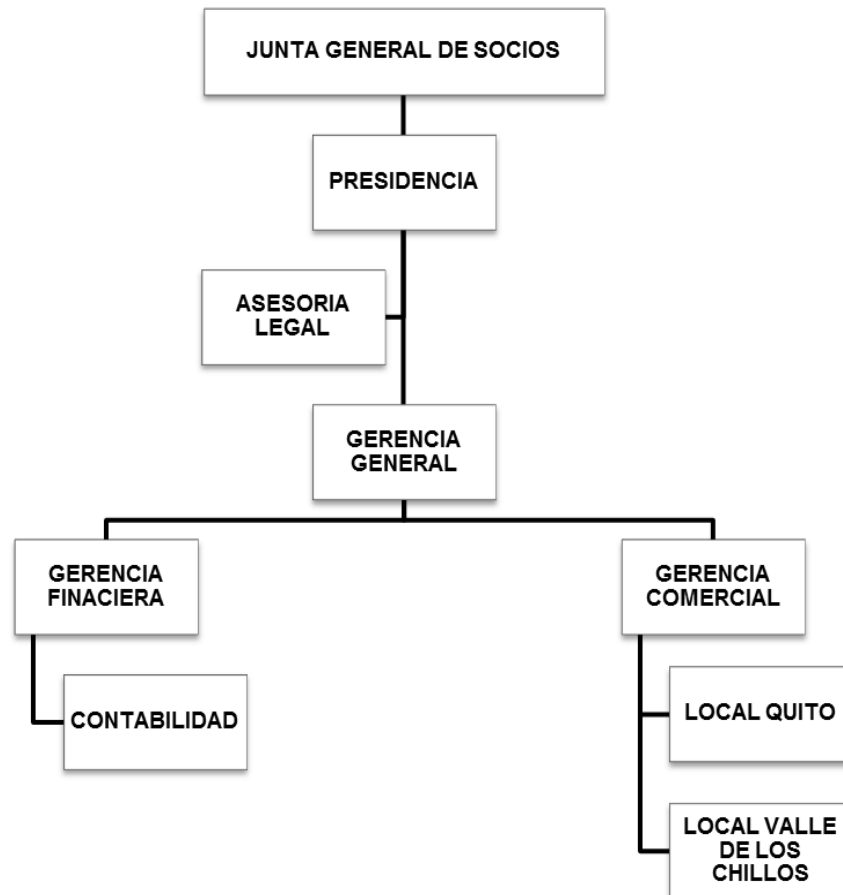 JUNTA GENERAL DE SOCIOS
PRESIDENCIA
ASESORIA
LEGAL
GERENCIA
GENERAL
GERENCIA
FINACIERA
GERENCIA
COMERCIAL
CONTABILIDAD
LOCAL QUITO
LOCAL VALLE
DE LOS
CHILLOS